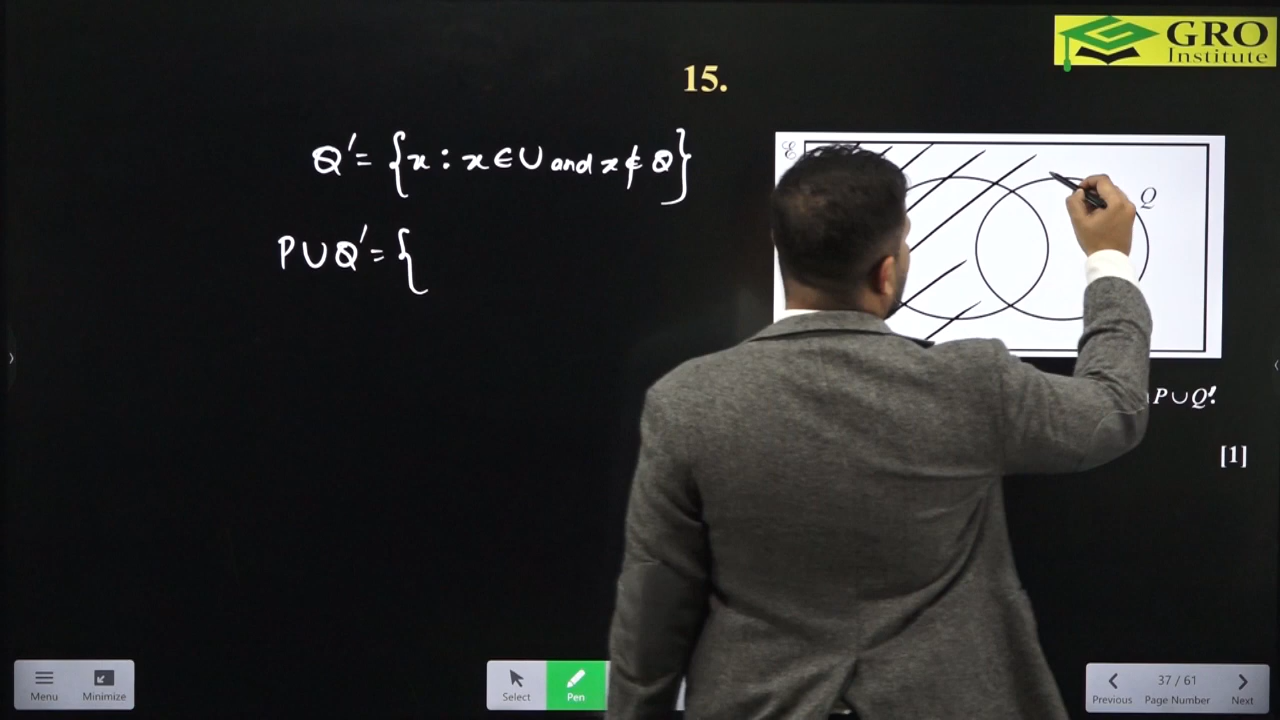 GRO
Institute
15.
Q′ = {x : x ∈ U and x ∉ Q}
P ∪ Q′ = {
ℰ
Q
P ∪ Q′.
[1]
Menu
Minimize
Select
Pen
37 / 61
Previous
Page Number
Next